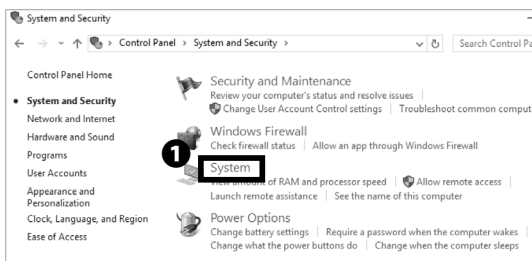 System and Security
Control Panel > System and Security >
Search Control Pa
Control Panel Home
System and Security
Network and Internet
Hardware and Sound
Programs
User Accounts
Appearance and
Personalization
Clock, Language, and Region
Ease of Access
Security and Maintenance
Review your computer's status and resolve issues
Change User Account Control settings | Troubleshoot common comput
Windows Firewall
Check firewall status | Allow an app through Windows Firewall
1
System
View amount of RAM and processor speed | Allow remote access
Launch remote assistance | See the name of this computer
Power Options
Change battery settings | Require a password when the computer wakes
Change what the power buttons do | Change when the computer sleeps